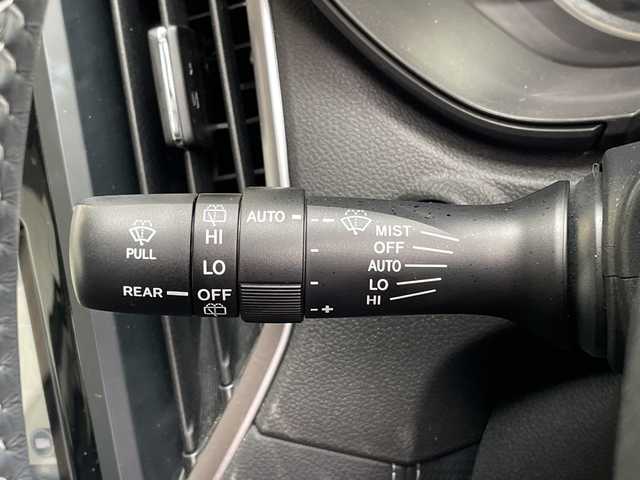 PULL
REAR
HI
LO
OFF
AUTO
- -
-
-
-+
MIST
OFF
AUTO
LO
HI